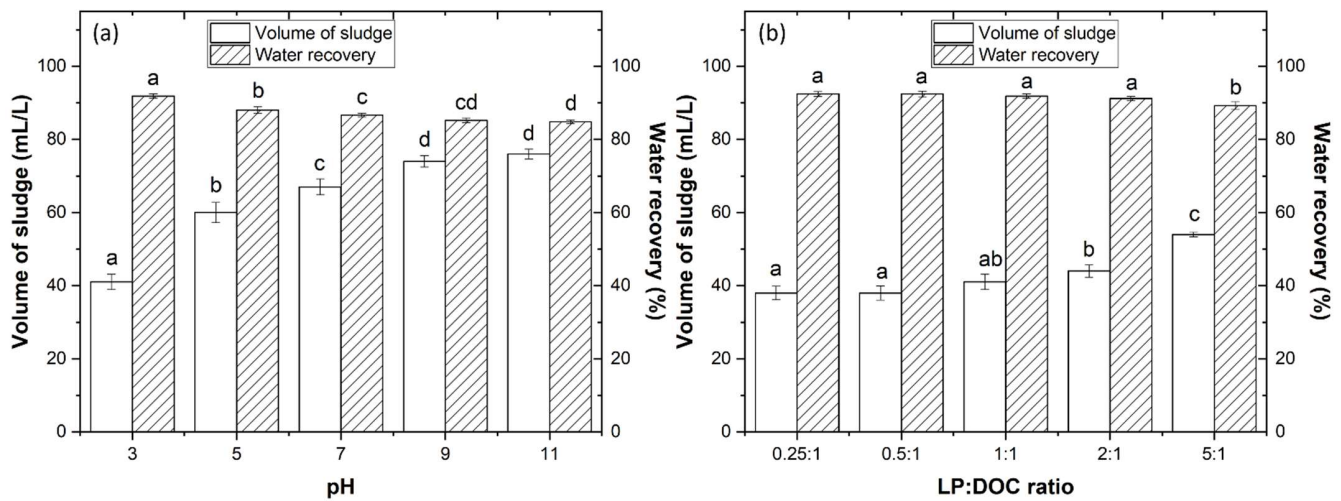 (a)
Volume of sludge
Water recovery
Volume of sludge (mL/L)
100
80
60
40
20
0
a
a
b
b
c
c
d
cd
d
d
100
80
60
40
20
0
Water recovery (%)
3 5 7 9 11
pH
(b)
Volume of sludge
Water recovery
Volume of sludge (mL/L)
100
80
60
40
20
0
a
a
a
a
ab
a
b
a
c
b
100
80
60
40
20
0
Water recovery (%)
0.25:1 0.5:1 1:1 2:1 5:1
LP:DOC ratio